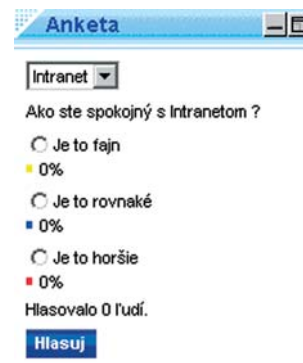 Anketa
Intranet
Ako ste spokojný s Intranetom ?
Je to fajn
0%
Je to rovnaké
0%
Je to horšie
0%
Hlasovalo 0 ľudí.
Hlasuj